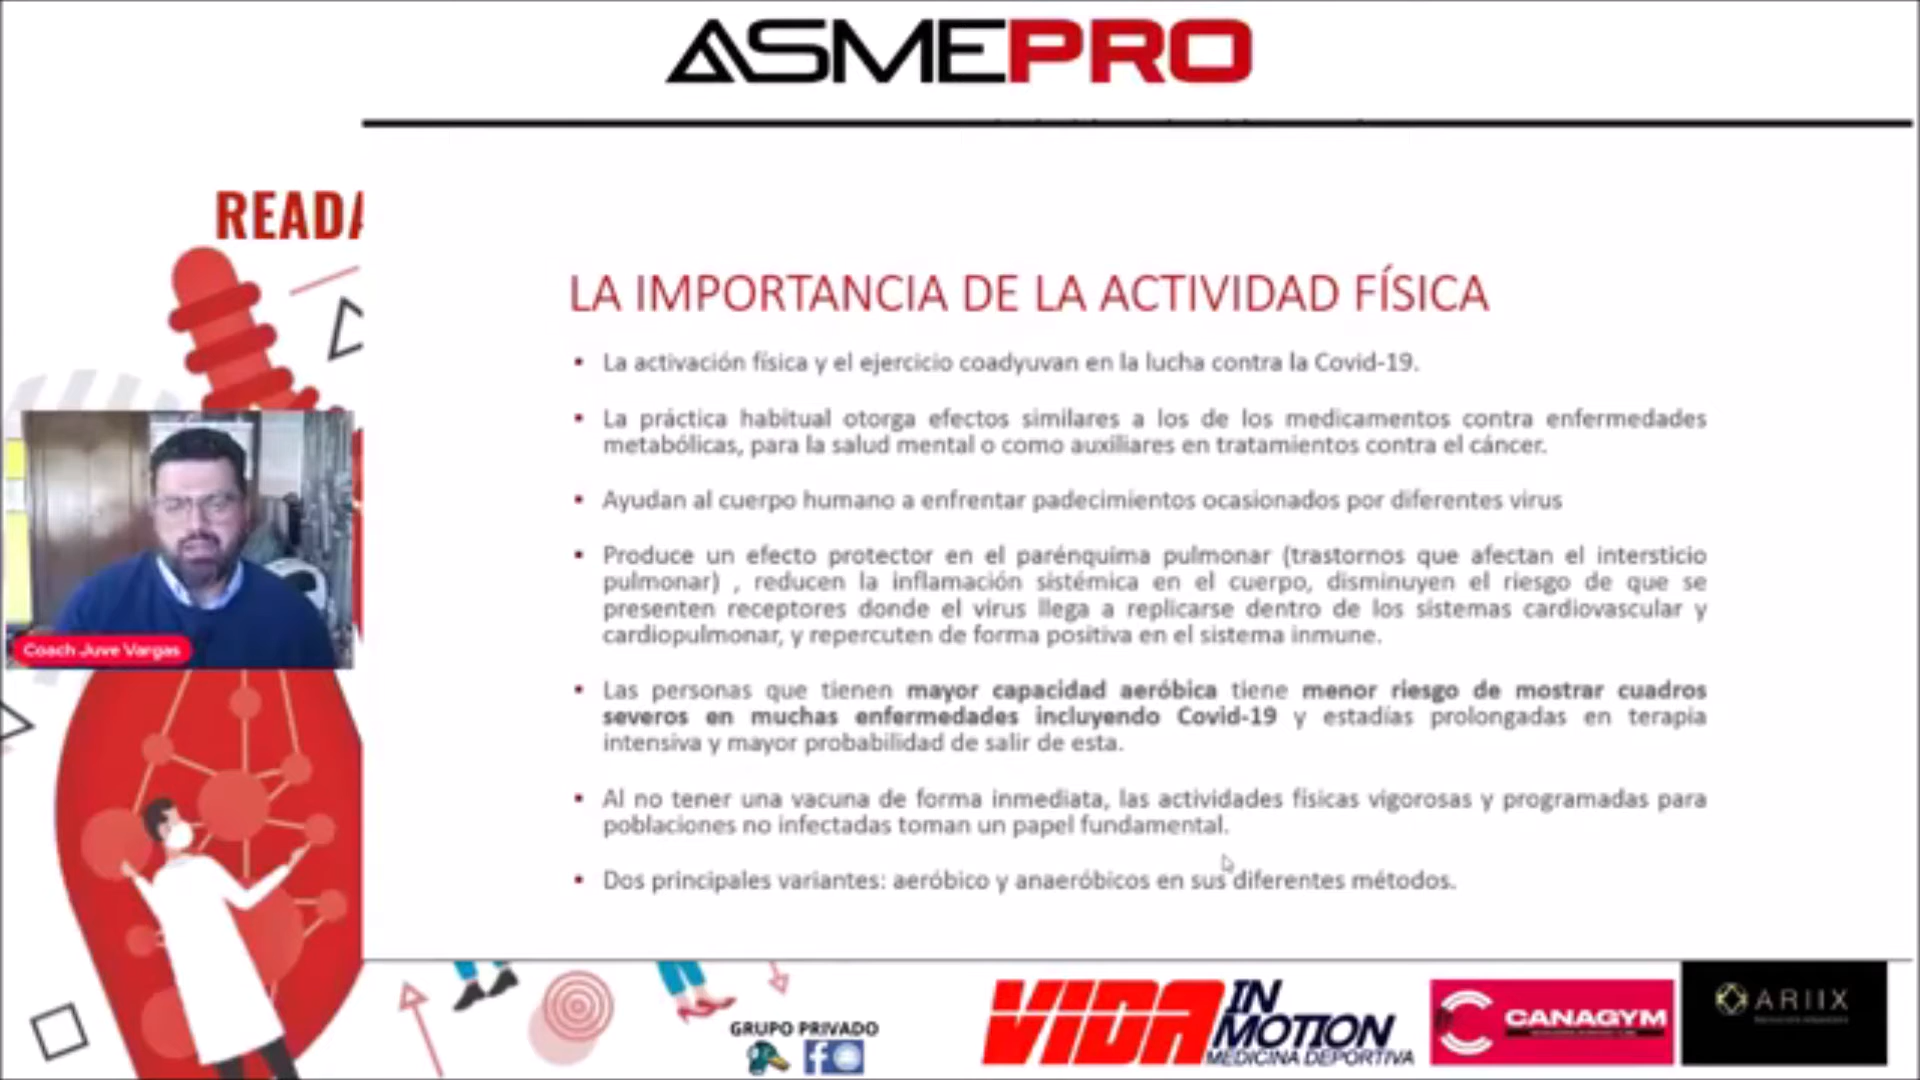 ASMEPRO
READA
LA IMPORTANCIA DE LA ACTIVIDAD FÍSICA
▪ La activación física y el ejercicio coadyuvan en la lucha contra la Covid-19.
▪ La práctica habitual otorga efectos similares a los de los medicamentos contra enfermedades
metabólicas, para la salud mental o como auxiliares en tratamientos contra el cáncer.
▪ Ayudan al cuerpo humano a enfrentar padecimientos ocasionados por diferentes virus
▪ Produce un efecto protector en el parénquima pulmonar (trastornos que afectan el intersticio
pulmonar) , reducen la inflamación sistémica en el cuerpo, disminuyen el riesgo de que se
presenten receptores donde el virus llega a replicarse dentro de los sistemas cardiovascular y
cardiopulmonar, y repercuten de forma positiva en el sistema inmune.
▪ Las personas que tienen mayor capacidad aeróbica tiene menor riesgo de mostrar cuadros
severos en muchas enfermedades incluyendo Covid-19 y estadías prolongadas en terapia
intensiva y mayor probabilidad de salir de esta.
▪ Al no tener una vacuna de forma inmediata, las actividades físicas vigorosas y programadas para
poblaciones no infectadas toman un papel fundamental.
▪ Dos principales variantes: aeróbico y anaeróbicos en sus diferentes métodos.
Coach Juve Vargas
GRUPO PRIVADO
VIDA IN MOTION
MEDICINA DEPORTIVA
CANAGYM
ARIIX